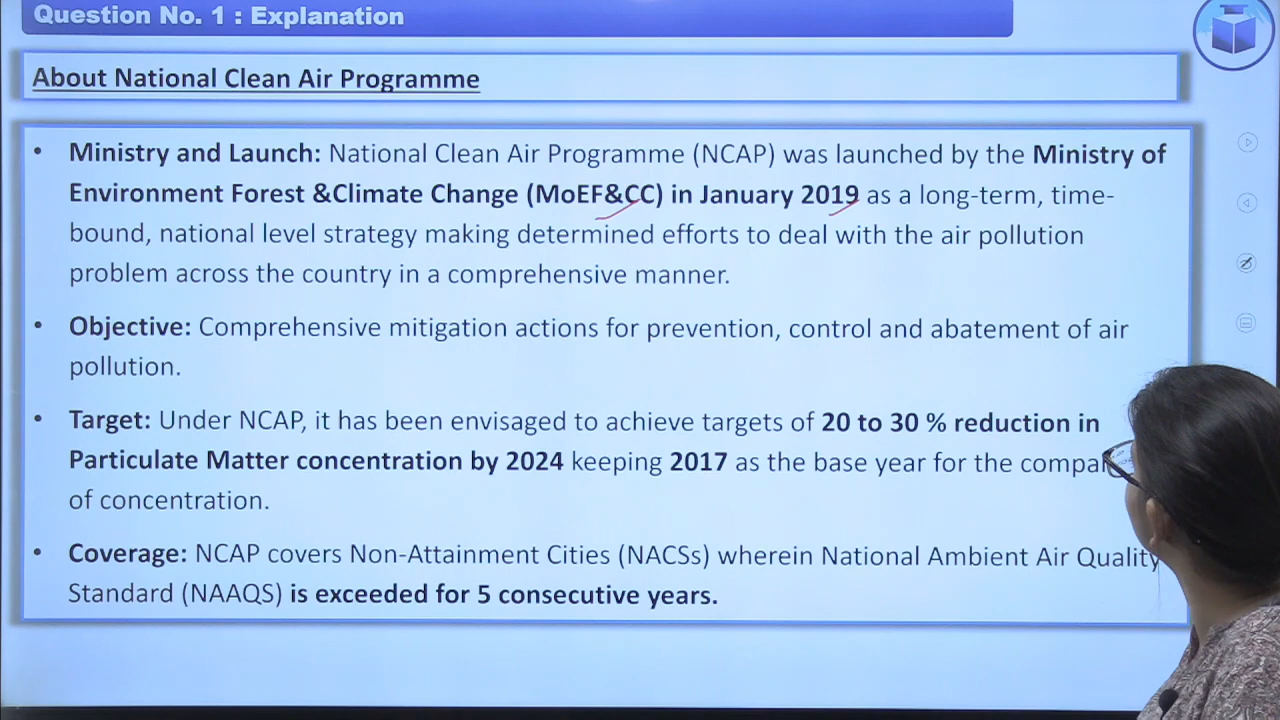 Question No. 1 : Explanation
About National Clean Air Programme
• Ministry and Launch: National Clean Air Programme (NCAP) was launched by the Ministry of
Environment Forest &Climate Change (MoEF&CC) in January 2019 as a long-term, time-
bound, national level strategy making determined efforts to deal with the air pollution
problem across the country in a comprehensive manner.
• Objective: Comprehensive mitigation actions for prevention, control and abatement of air
pollution.
• Target: Under NCAP, it has been envisaged to achieve targets of 20 to 30 % reduction in
Particulate Matter concentration by 2024 keeping 2017 as the base year for the
of concentration.
• Coverage: NCAP covers Non-Attainment Cities (NACSs) wherein National Ambient Air Quality
Standard (NAAQS) is exceeded for 5 consecutive years.